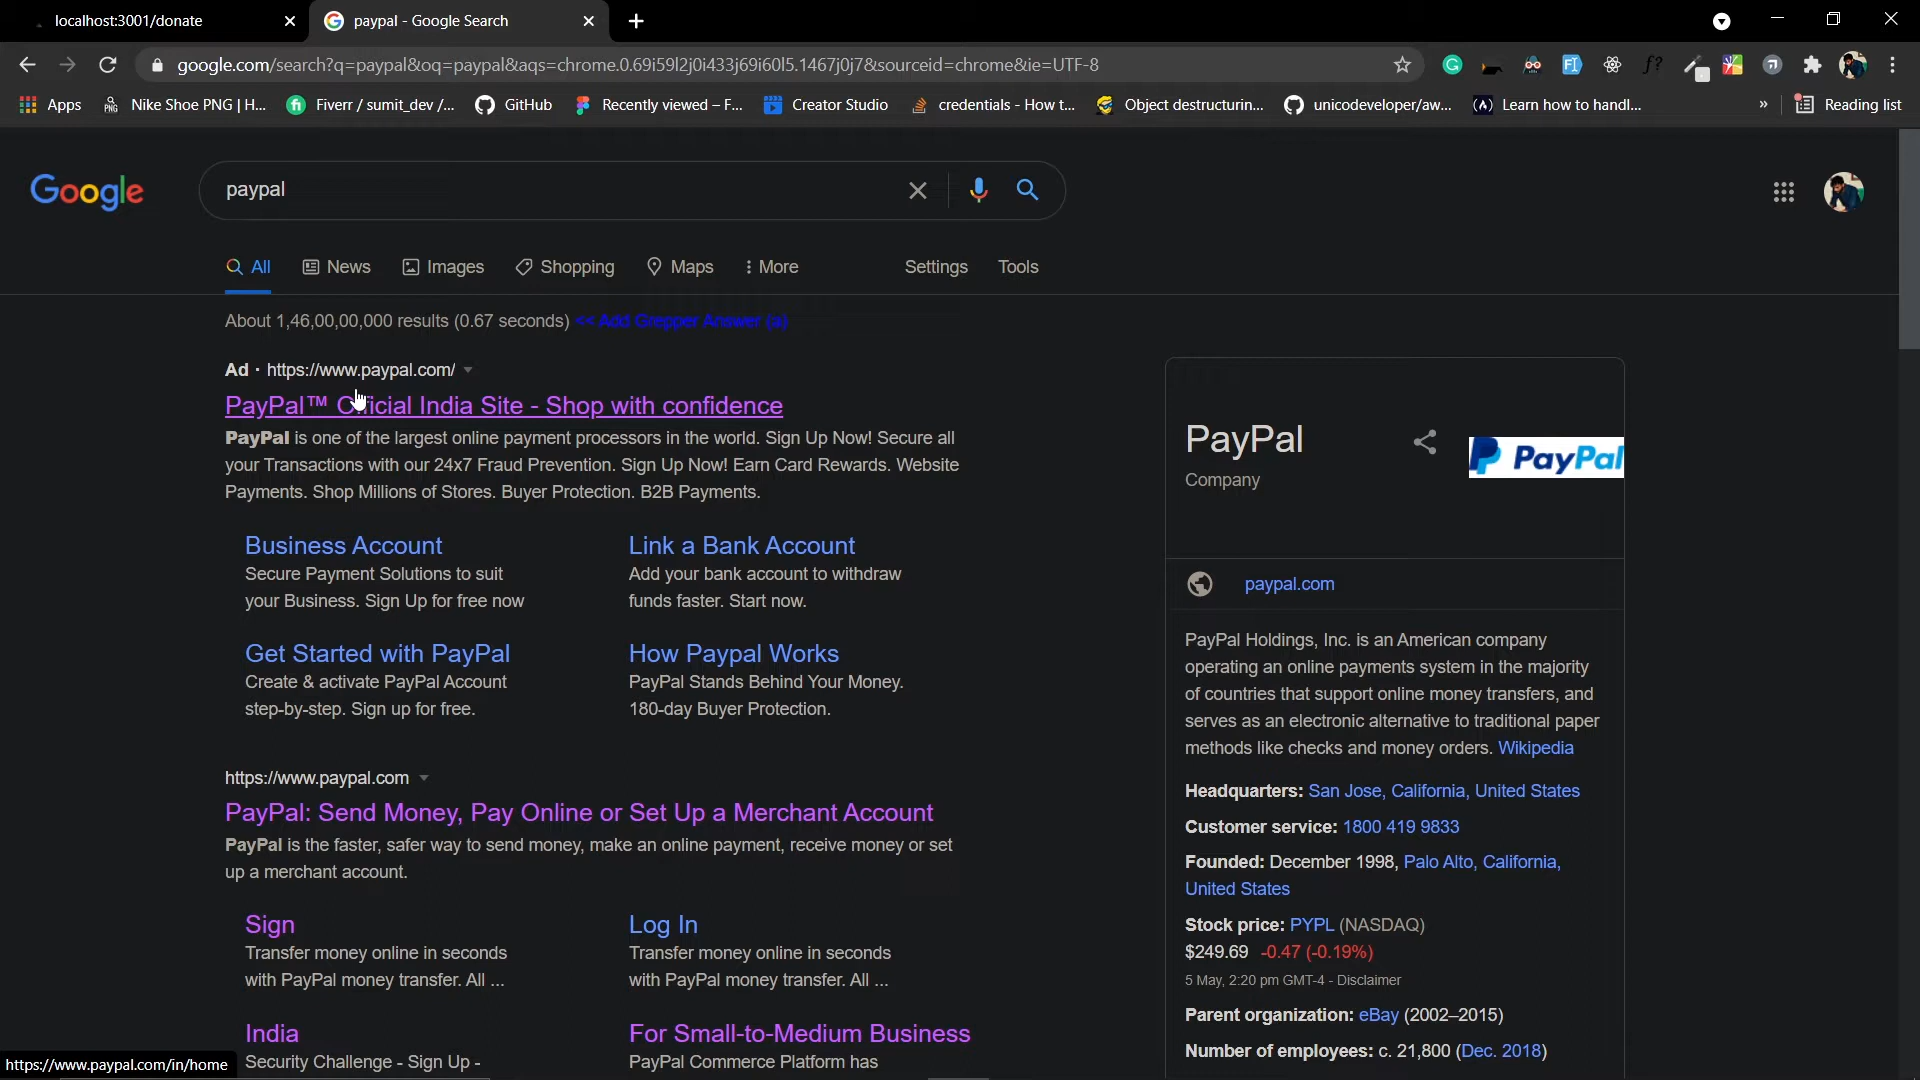 localhost:3001/donate
paypal - Google Search
google.com/search?q=paypal&oq=paypal&aqs=chrome.0.69i59l2j0i433j69i60l5.1467j0j7&sourceid=chrome&ie=UTF-8
Apps
Nike Shoe PNG | H...
Fiverr / sumit_dev /...
GitHub
Recently viewed – F...
Creator Studio
credentials - How t...
Object destructurin...
unicodeveloper/aw...
Learn how to handl...
»
Reading list
Google
paypal
All
News
Images
Shopping
Maps
More
Settings
Tools
About 1,46,00,00,000 results (0.67 seconds) << Add Grepper Answer (a)
Ad · https://www.paypal.com/
PayPal™ Official India Site - Shop with confidence
PayPal is one of the largest online payment processors in the world. Sign Up Now! Secure all
your Transactions with our 24x7 Fraud Prevention. Sign Up Now! Earn Card Rewards. Website
Payments. Shop Millions of Stores. Buyer Protection. B2B Payments.
Business Account
Secure Payment Solutions to suit
your Business. Sign Up for free now
Link a Bank Account
Add your bank account to withdraw
funds faster. Start now.
Get Started with PayPal
Create & activate PayPal Account
step-by-step. Sign up for free.
How Paypal Works
PayPal Stands Behind Your Money.
180-day Buyer Protection.
https://www.paypal.com
PayPal: Send Money, Pay Online or Set Up a Merchant Account
PayPal is the faster, safer way to send money, make an online payment, receive money or set
up a merchant account.
Sign
Transfer money online in seconds
with PayPal money transfer. All ...
Log In
Transfer money online in seconds
with PayPal money transfer. All ...
India
Security Challenge - Sign Up -
For Small-to-Medium Business
PayPal Commerce Platform has
PayPal
Company
PayPal
paypal.com
PayPal Holdings, Inc. is an American company
operating an online payments system in the majority
of countries that support online money transfers, and
serves as an electronic alternative to traditional paper
methods like checks and money orders. Wikipedia
Headquarters: San Jose, California, United States
Customer service: 1800 419 9833
Founded: December 1998, Palo Alto, California,
United States
Stock price: PYPL (NASDAQ)
$249.69 -0.47 (-0.19%)
5 May, 2:20 pm GMT-4 - Disclaimer
Parent organization: eBay (2002–2015)
Number of employees: c. 21,800 (Dec. 2018)
https://www.paypal.com/in/home